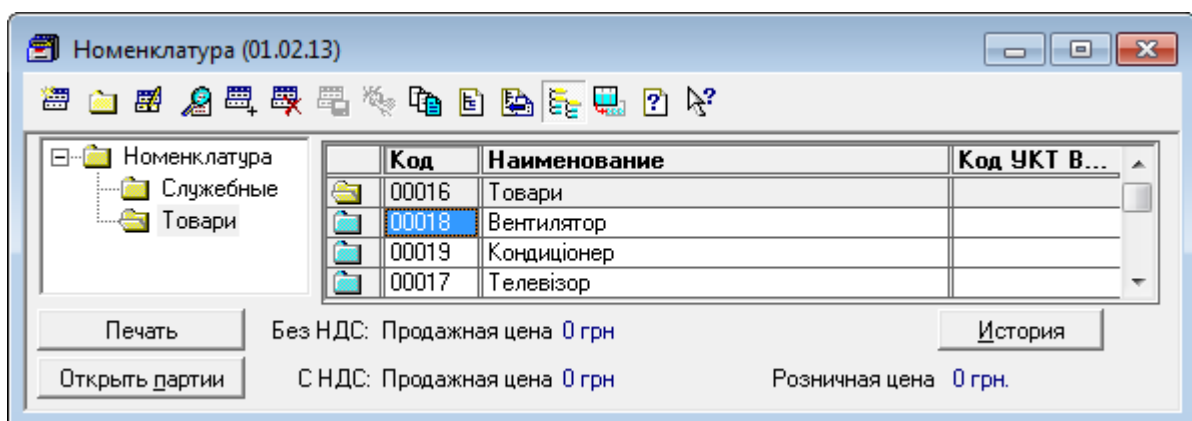 Номенклатура (01.02.13)
Номенклатура
Служебные
Товари
Код Наименование Код УКТ В...
00016 Товари
00018 Вентилятор
00019 Кондиціонер
00017 Телевізор
Печать Без НДС: Продажная цена 0 грн История
Открыть партии С НДС: Продажная цена 0 грн Розничная цена 0 грн.